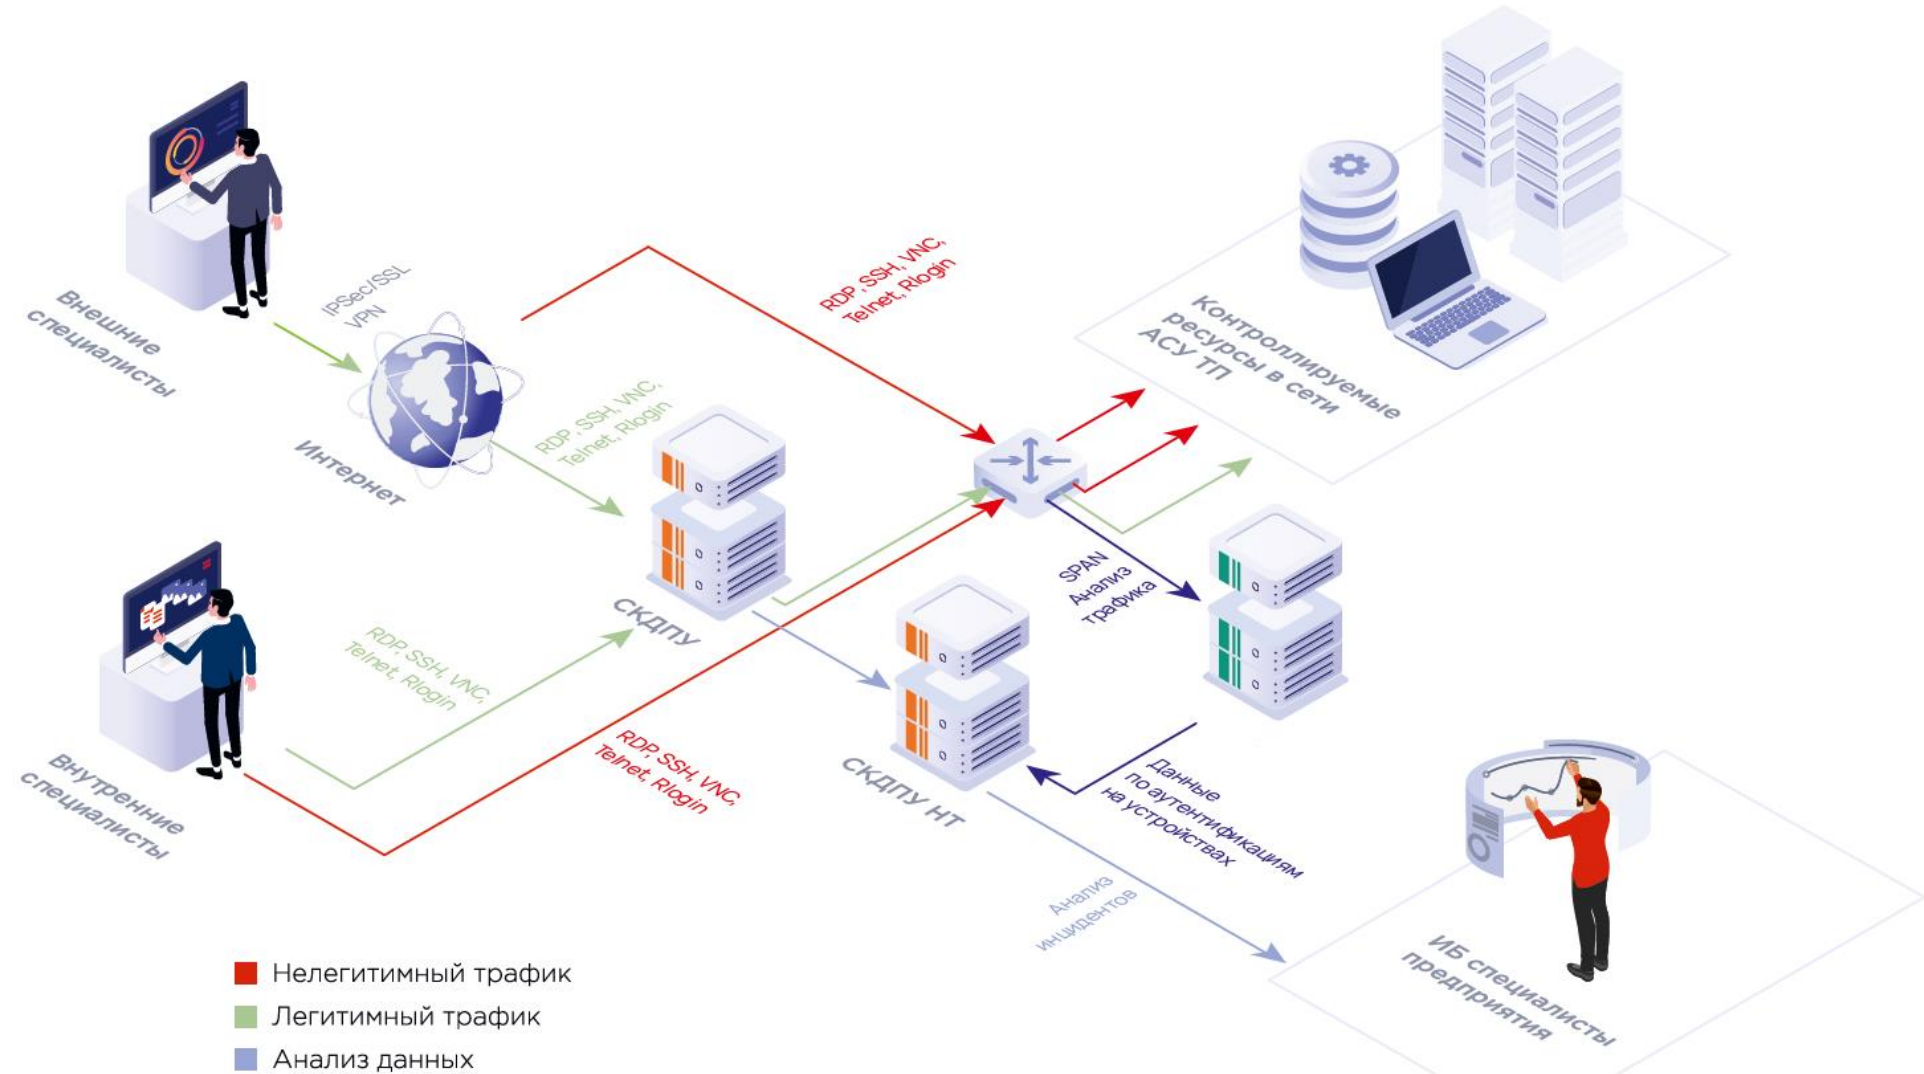 Внешние
специалисты
IPSec/SSL
VPN
Интернет
RDP, SSH, VNC,
Telnet, Rlogin
RDP, SSH, VNC,
Telnet, Rlogin
Контроллируемые
ресурсы в сети
АСУ ТП
СКДПУ
SPAN
Анализ
трафика
Внутренние
специалисты
RDP, SSH, VNC,
Telnet, Rlogin
RDP, SSH, VNC,
Telnet, Rlogin
СКДПУ НТ
Данные
по аутентификациям
на устройствах
Анализ
инцидентов
ИБ специалисты
предприятия
Нелегитимный трафик
Легитимный трафик
Анализ данных